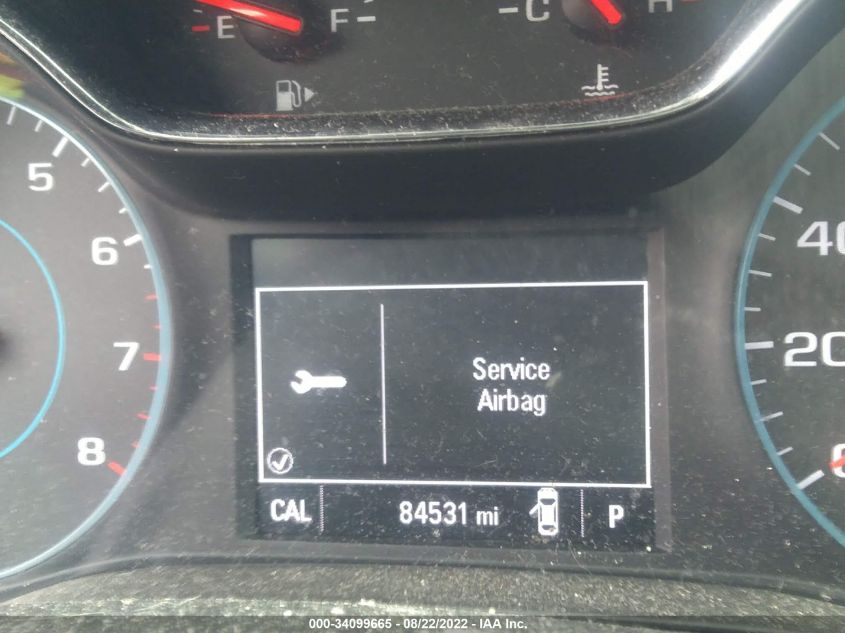 E F C H
5
6
7
8
40
20
Service
Airbag
CAL 84531 mi P
000-34099665 - 08/22/2022 - IAA Inc.